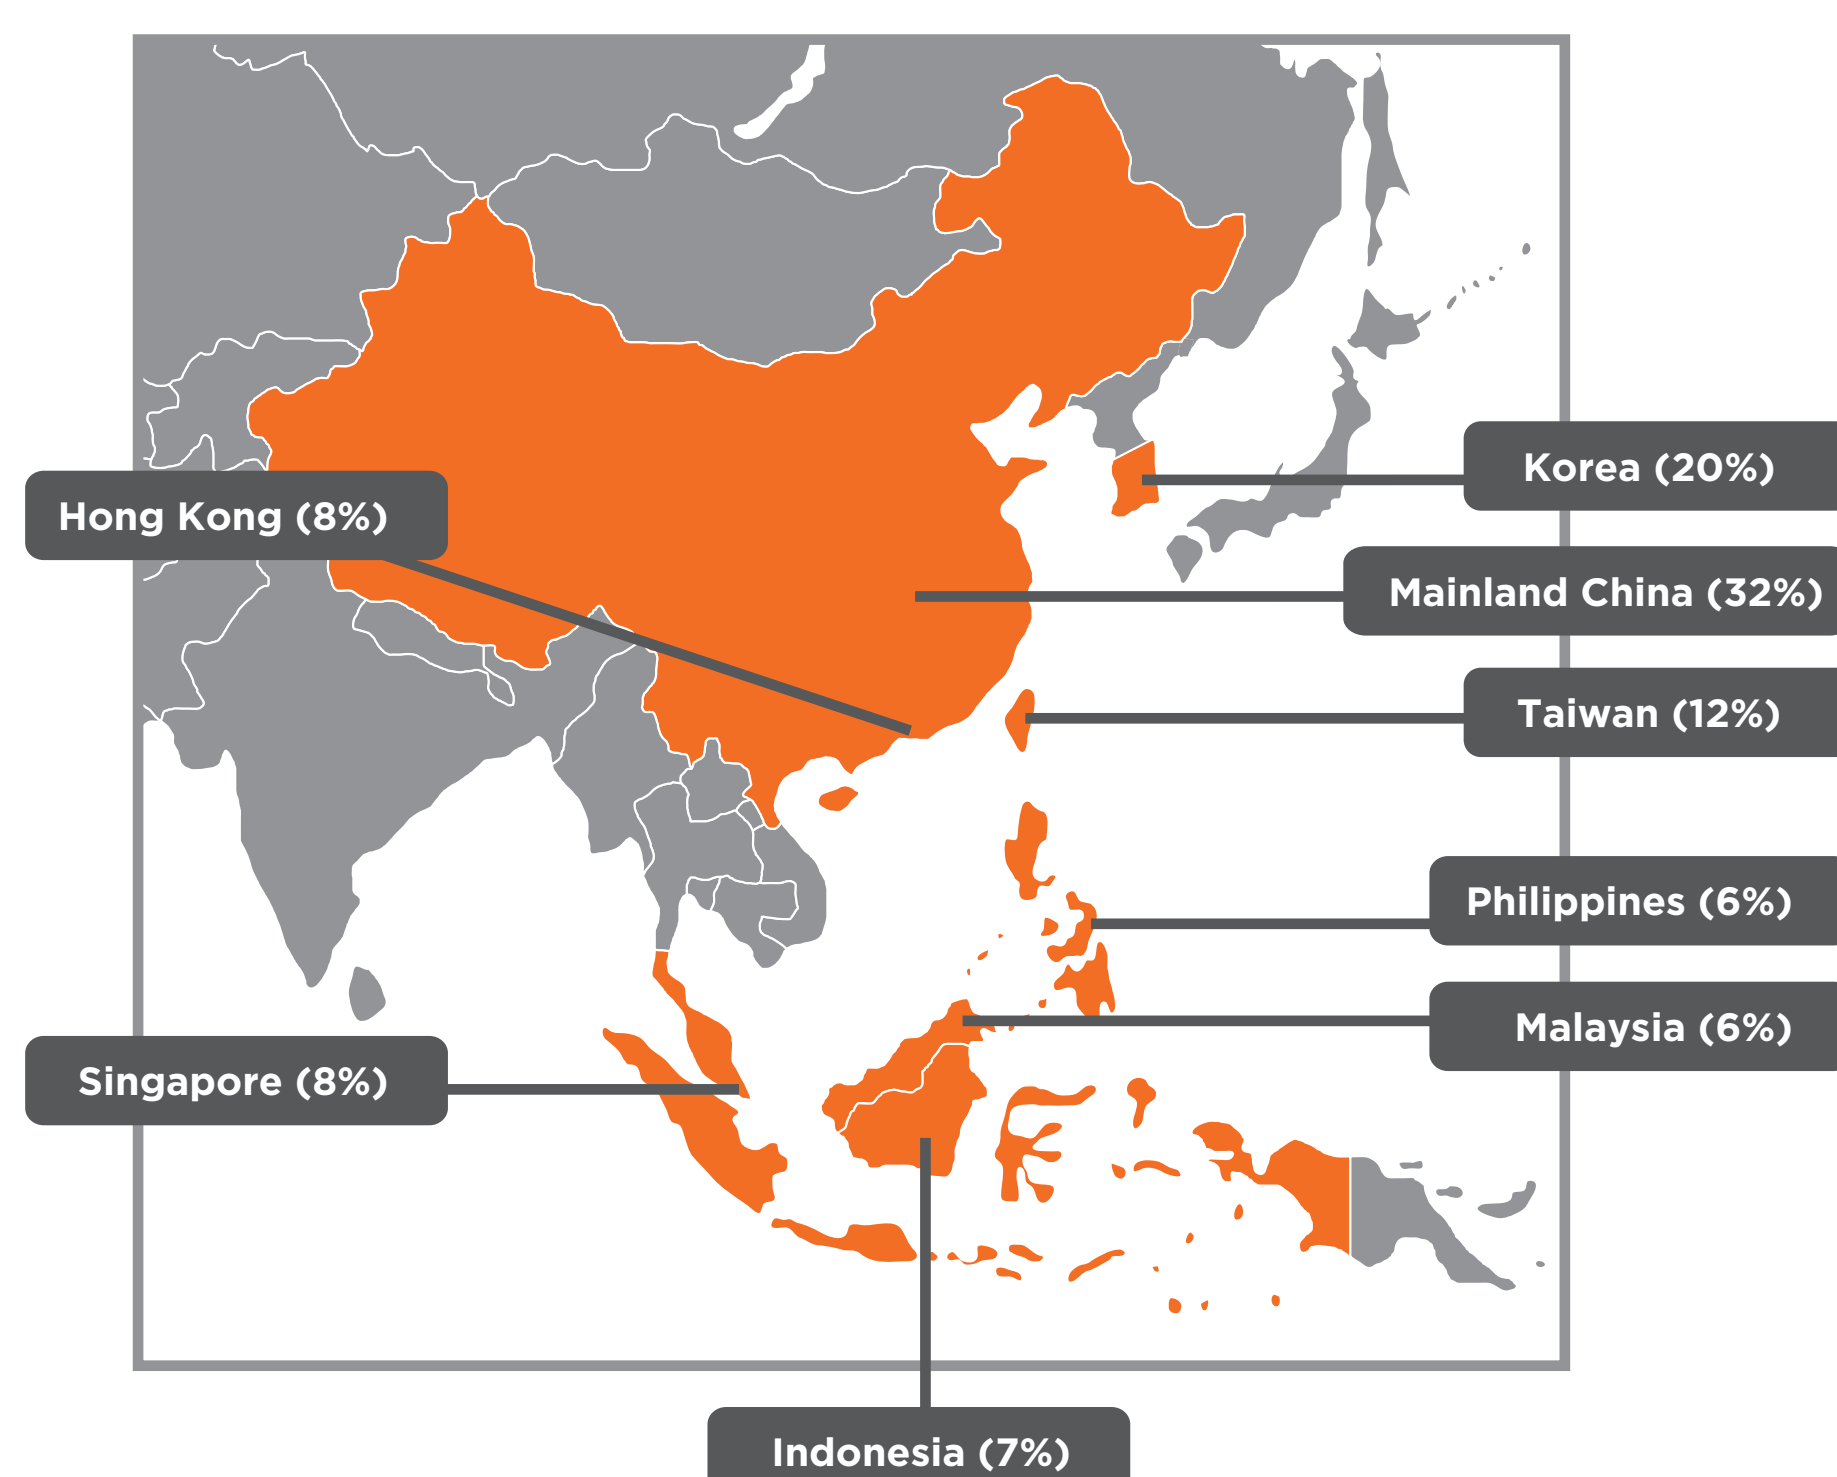 Korea (20%)
Hong Kong (8%)
Mainland China (32%)
Taiwan (12%)
Philippines (6%)
Malaysia (6%)
Singapore (8%)
Indonesia (7%)